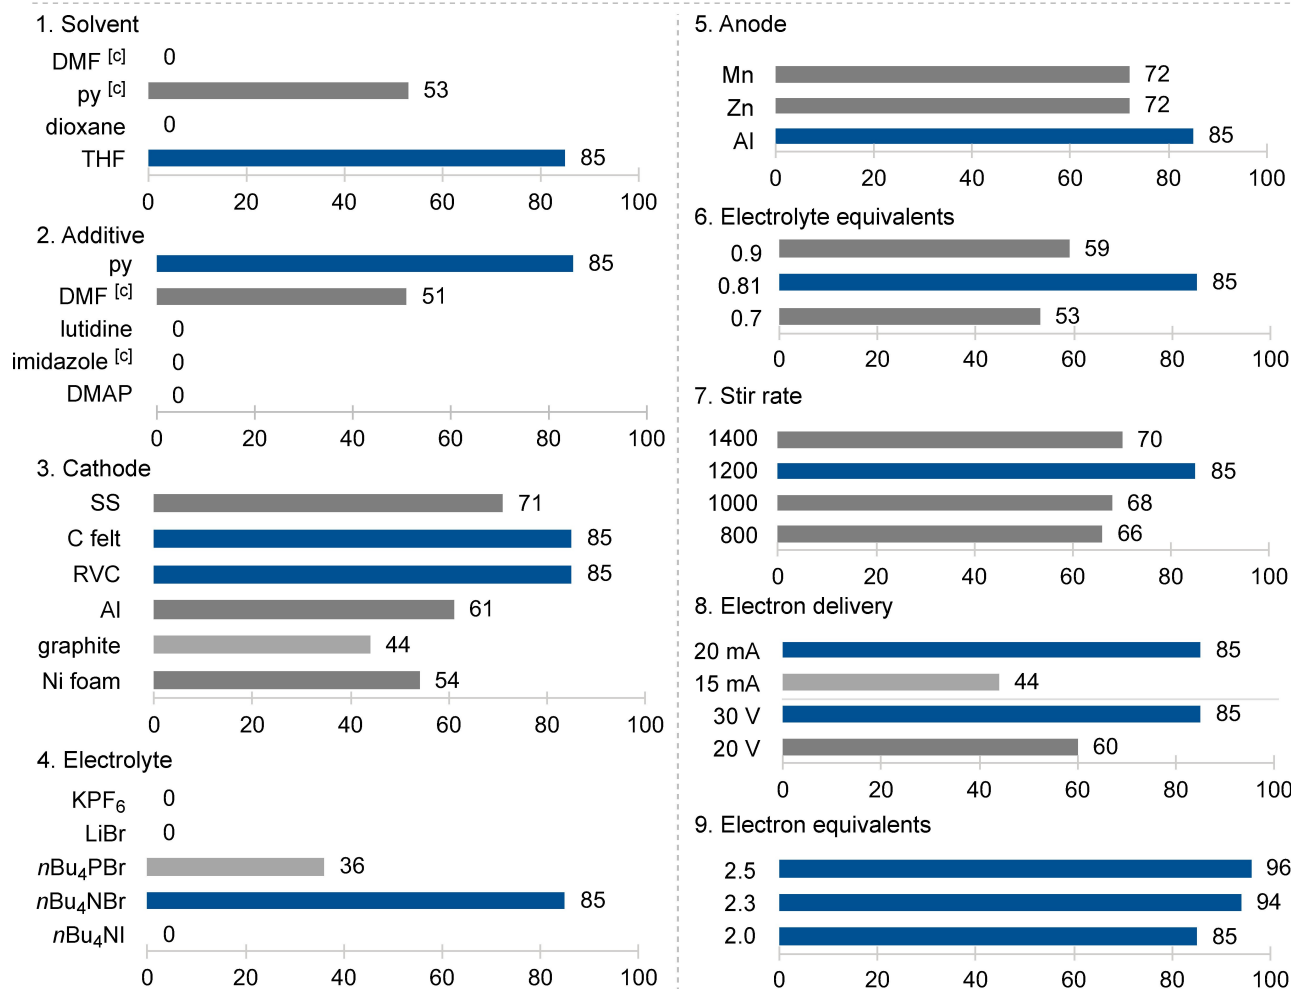 1. Solvent
DMF [c] 0
py [c] 53
dioxane 0
THF 85
0 20 40 60 80 100
2. Additive
py 85
DMF [c] 51
lutidine 0
imidazole [c] 0
DMAP 0
0 20 40 60 80 100
3. Cathode
SS 71
C felt 85
RVC 85
Al 61
graphite 44
Ni foam 54
0 20 40 60 80 100
4. Electrolyte
KPF6 0
LiBr 0
nBu4PBr 36
nBu4NBr 85
nBu4NI 0
0 20 40 60 80 100
5. Anode
Mn 72
Zn 72
Al 85
0 20 40 60 80 100
6. Electrolyte equivalents
0.9 59
0.81 85
0.7 53
0 20 40 60 80 100
7. Stir rate
1400 70
1200 85
1000 68
800 66
0 20 40 60 80 100
8. Electron delivery
20 mA 85
15 mA 44
30 V 85
20 V 60
0 20 40 60 80 100
9. Electron equivalents
2.5 96
2.3 94
2.0 85
0 20 40 60 80 100